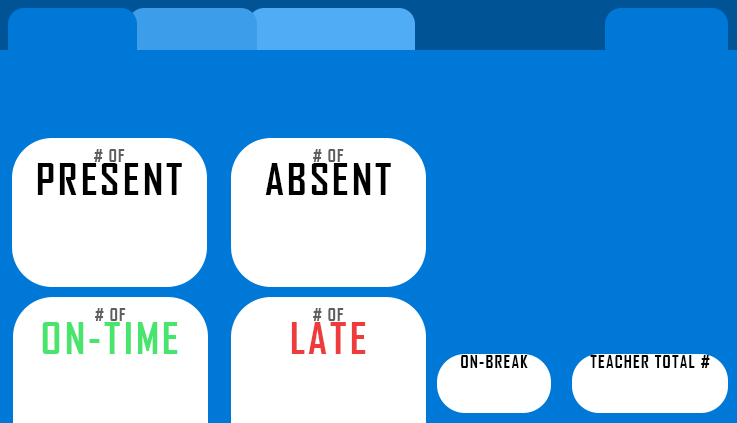 # OF
PRESENT
# OF
ABSENT
# OF
ON-TIME
# OF
LATE
ON-BREAK
TEACHER TOTAL #